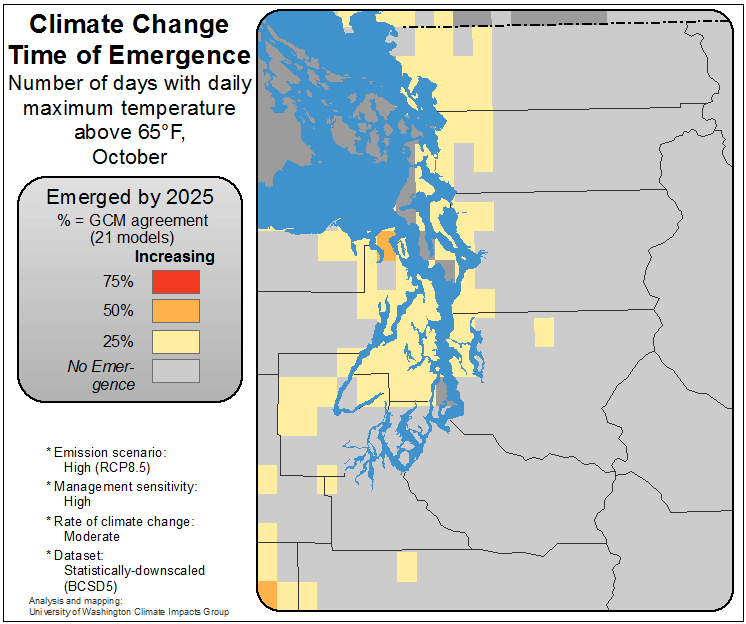 Climate Change
Time of Emergence
Number of days with daily
maximum temperature
above 65°F,
October
Emerged by 2025
% = GCM agreement
(21 models)
Increasing
75%
50%
25%
No Emer-
gence
* Emission scenario:
High (RCP8.5)
* Management sensitivity:
High
* Rate of climate change:
Moderate
* Dataset:
Statistically-downscaled
(BCSD5)
Analysis and mapping:
University of Washington Climate Impacts Group